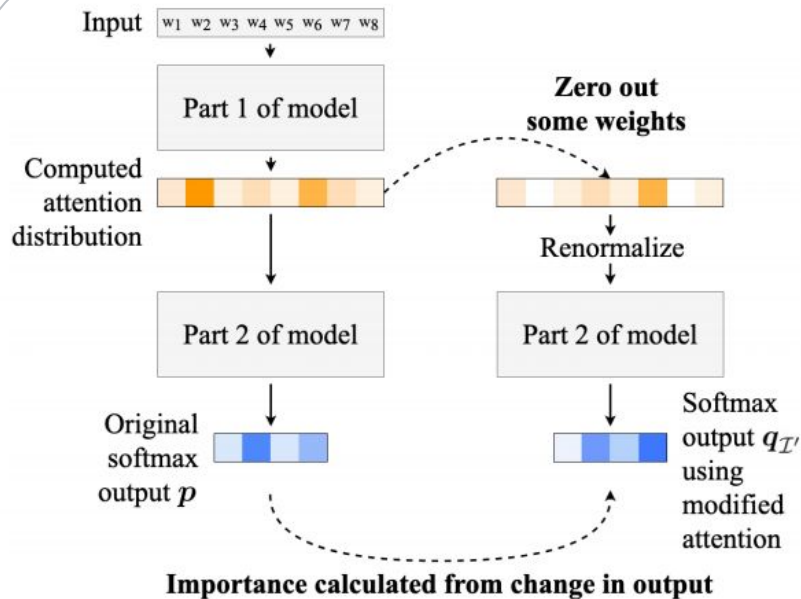 Input
w1 w2 w3 w4 w5 w6 w7 w8
Part 1 of model
Zero out
some weights
Computed
attention
distribution
Renormalize
Part 2 of model
Part 2 of model
Original
softmax
output p
Softmax
output q_I′
using
modified
attention
Importance calculated from change in output